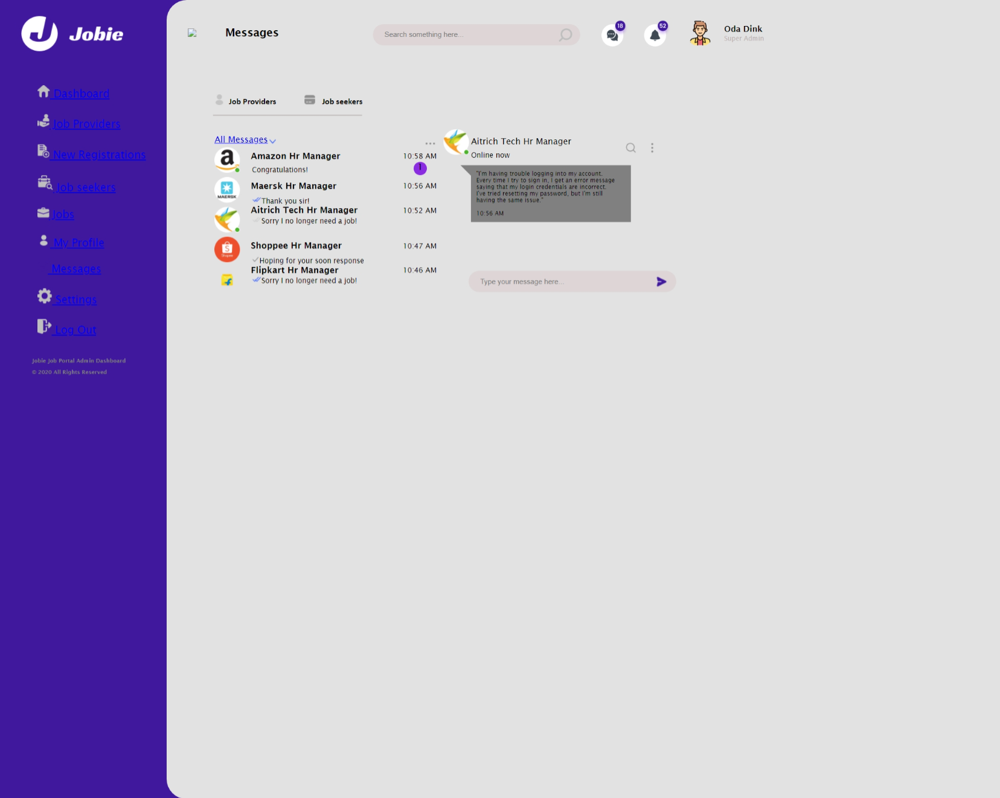 Jobie
Messages
Search something here...
18
52
Oda Dink
Super Admin
Dashboard
Job Providers
New Registrations
Job seekers
Jobs
My Profile
Messages
Settings
Log Out
Jobie Job Portal Admin Dashboard
© 2020 All Rights Reserved
Job Providers
Job seekers
All Messages
Amazon Hr Manager
10:58 AM
Congratulations!
1
MAERSK
Maersk Hr Manager
10:56 AM
Thank you sir!
Aitrich Tech Hr Manager
10:52 AM
Sorry I no longer need a job!
Shopee
Shoppee Hr Manager
10:47 AM
Hoping for your soon response
Flipkart Hr Manager
10:46 AM
Sorry I no longer need a job!
Aitrich Tech Hr Manager
Online now
"I'm having trouble logging into my account.
Every time I try to sign in, I get an error message
saying that my login credentials are incorrect.
I've tried resetting my password, but I'm still
having the same issue."
10:56 AM
Type your message here...